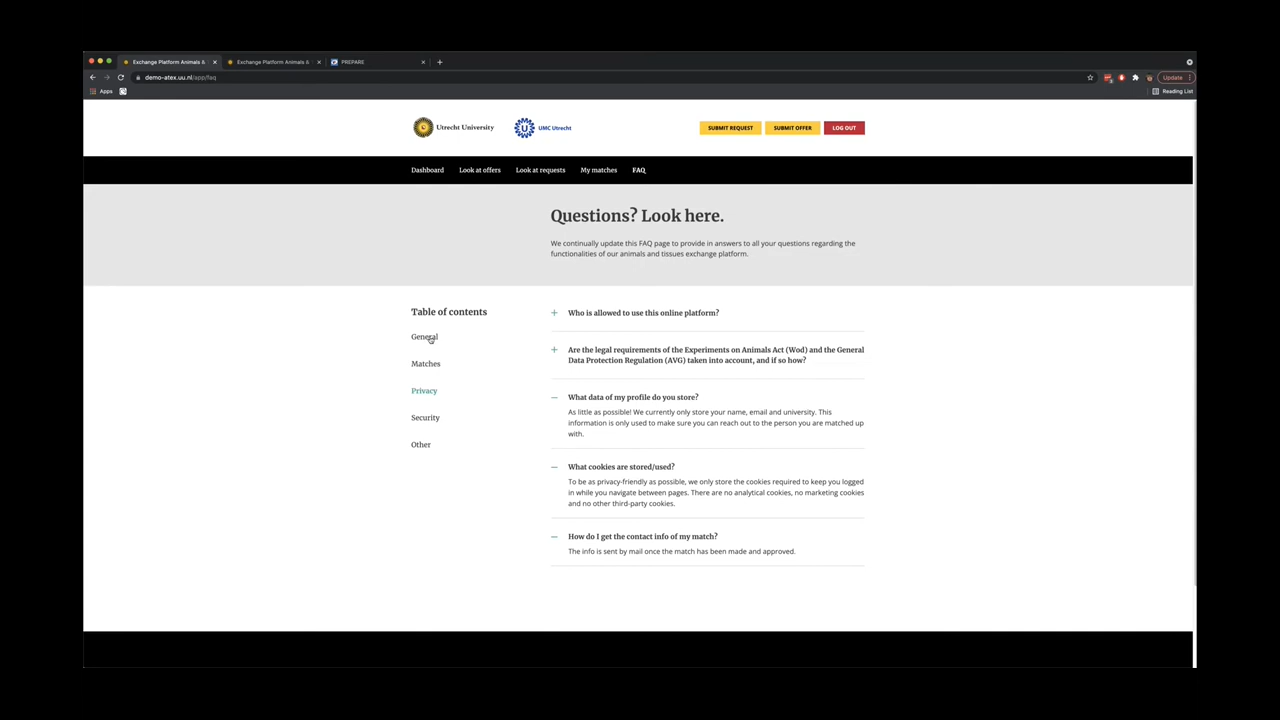 Exchange Platform Animals &
Exchange Platform Animals &
PREPARE
demo-atex.uu.nl/app/faq
Update
Apps
Reading List
Utrecht University
UMC Utrecht
SUBMIT REQUEST
SUBMIT OFFER
LOG OUT
Dashboard
Look at offers
Look at requests
My matches
FAQ
Questions? Look here.
We continually update this FAQ page to provide in answers to all your questions regarding the
functionalities of our animals and tissues exchange platform.
Table of contents
General
Matches
Privacy
Security
Other
Who is allowed to use this online platform?
Are the legal requirements of the Experiments on Animals Act (Wod) and the General
Data Protection Regulation (AVG) taken into account, and if so how?
What data of my profile do you store?
As little as possible! We currently only store your name, email and university. This
information is only used to make sure you can reach out to the person you are matched up
with.
What cookies are stored/used?
To be as privacy-friendly as possible, we only store the cookies required to keep you logged
in while you navigate between pages. There are no analytical cookies, no marketing cookies
and no other third-party cookies.
How do I get the contact info of my match?
The info is sent by mail once the match has been made and approved.